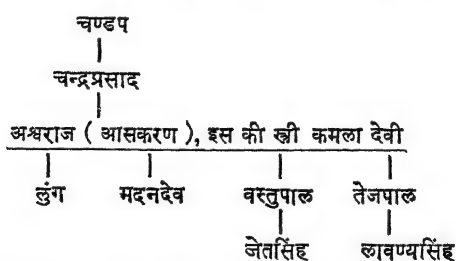 चण्डप
चन्द्रप्रसाद
अश्वराज ( आसकरण ), इस की स्त्री कमला देवी
लुंग मदनदेव वस्तुपाल तेजपाल
जेतसिंह लावण्यसिंह